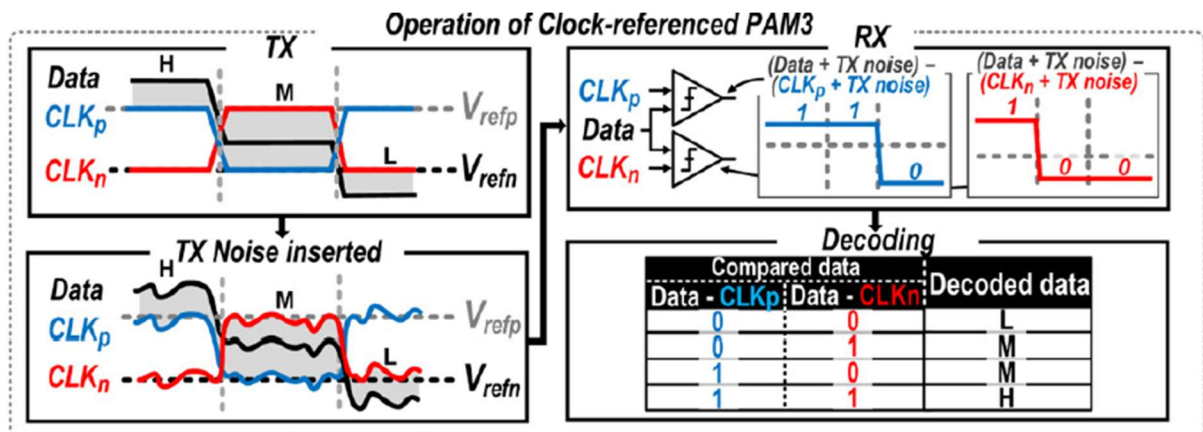 Operation of Clock-referenced PAM3
TX
H
Data
M
CLKp
Vrefp
CLKn
L
Vrefn
TX Noise inserted
H
Data
M
CLKp
Vrefp
L
CLKn
Vrefn
RX
(Data + TX noise) –
(CLKp + TX noise)
1 1
0
(Data + TX noise) –
(CLKn + TX noise)
1
0 0
CLKp
Data
CLKn
Decoding
Compared data
Decoded data
Data - CLKp Data - CLKn
0 0 L
0 1 M
1 0 M
1 1 H